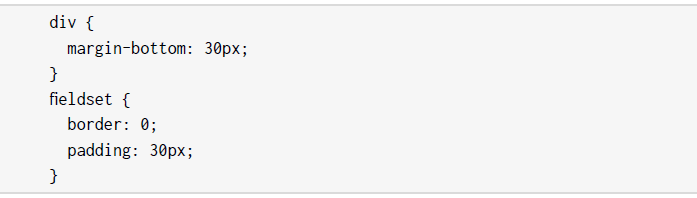 div {
  margin-bottom: 30px;
}
fieldset {
  border: 0;
  padding: 30px;
}